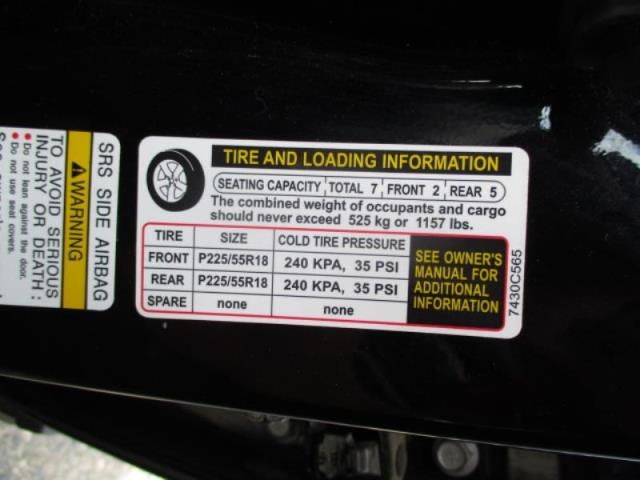 TIRE AND LOADING INFORMATION
SEATING CAPACITY TOTAL 7 FRONT 2 REAR 5
The combined weight of occupants and cargo
should never exceed 525 kg or 1157 lbs.
TIRE SIZE COLD TIRE PRESSURE
FRONT P225/55R18 240 KPA, 35 PSI
REAR P225/55R18 240 KPA, 35 PSI
SPARE none none
SEE OWNER'S
MANUAL FOR
ADDITIONAL
INFORMATION
7430C565
SRS SIDE AIRBAG
WARNING
TO AVOID SERIOUS
INJURY OR DEATH:
• Do not lean against the door.
• Do not use seat covers.